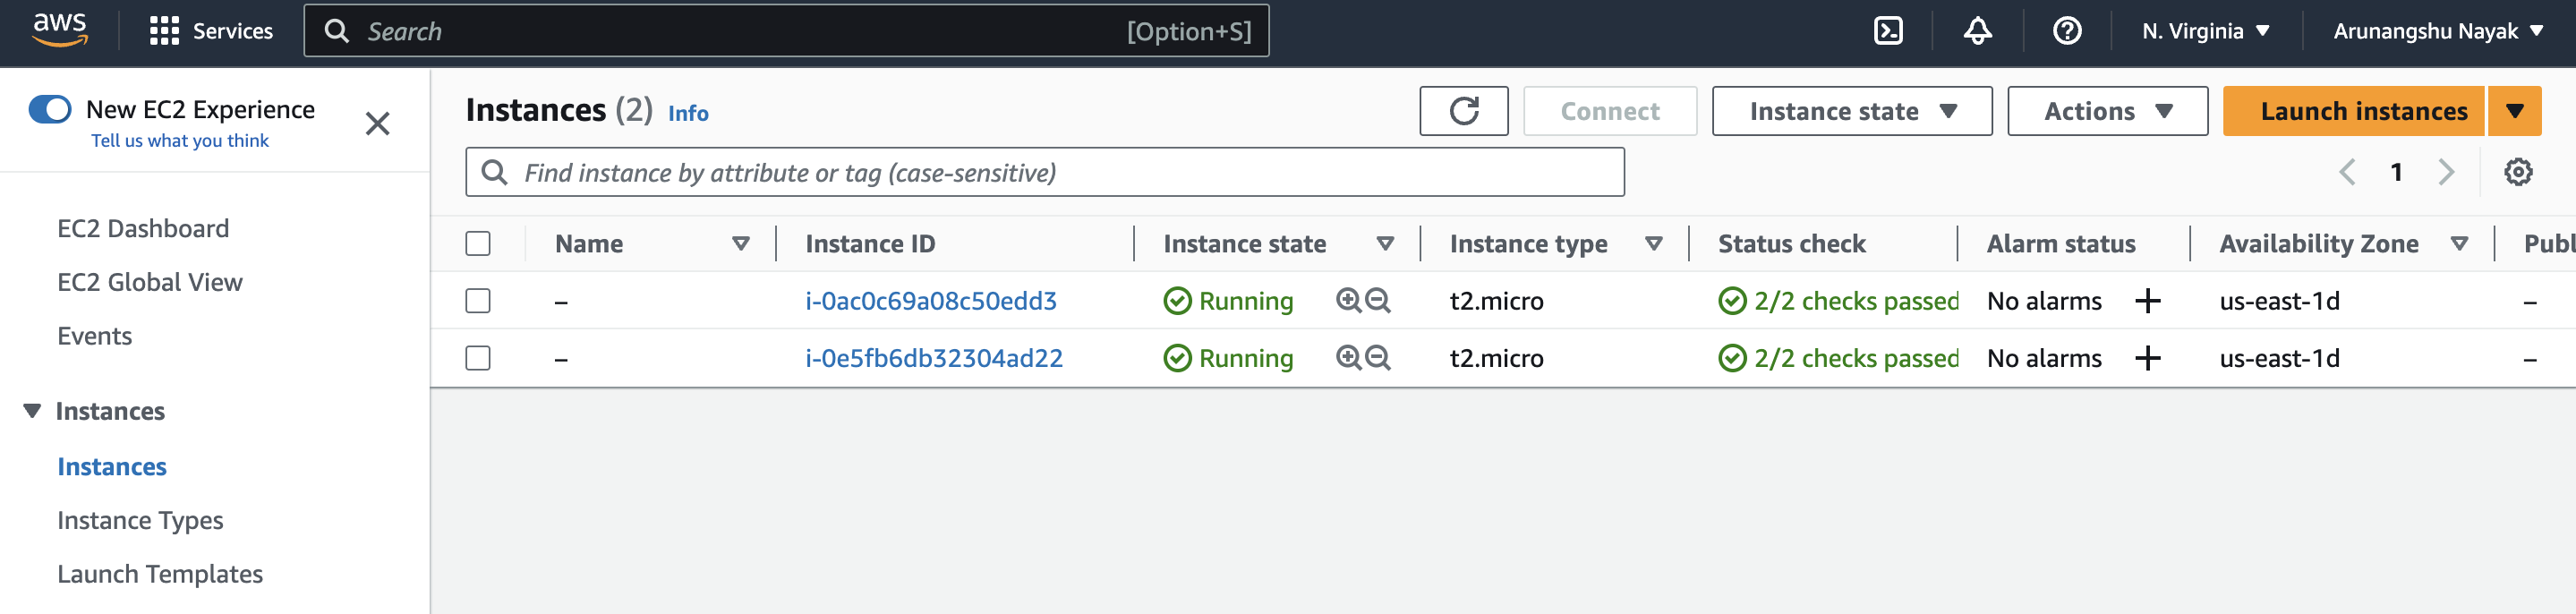 aws Services Search [Option+S] N. Virginia Arunangshu Nayak
New EC2 Experience
Tell us what you think
EC2 Dashboard
EC2 Global View
Events
Instances
Instances
Instance Types
Launch Templates
Instances (2) Info Connect Instance state Actions Launch instances
Find instance by attribute or tag (case-sensitive) 1
Name Instance ID Instance state Instance type Status check Alarm status Availability Zone Publ
– i-0ac0c69a08c50edd3 Running t2.micro 2/2 checks passed No alarms + us-east-1d –
– i-0e5fb6db32304ad22 Running t2.micro 2/2 checks passed No alarms + us-east-1d –